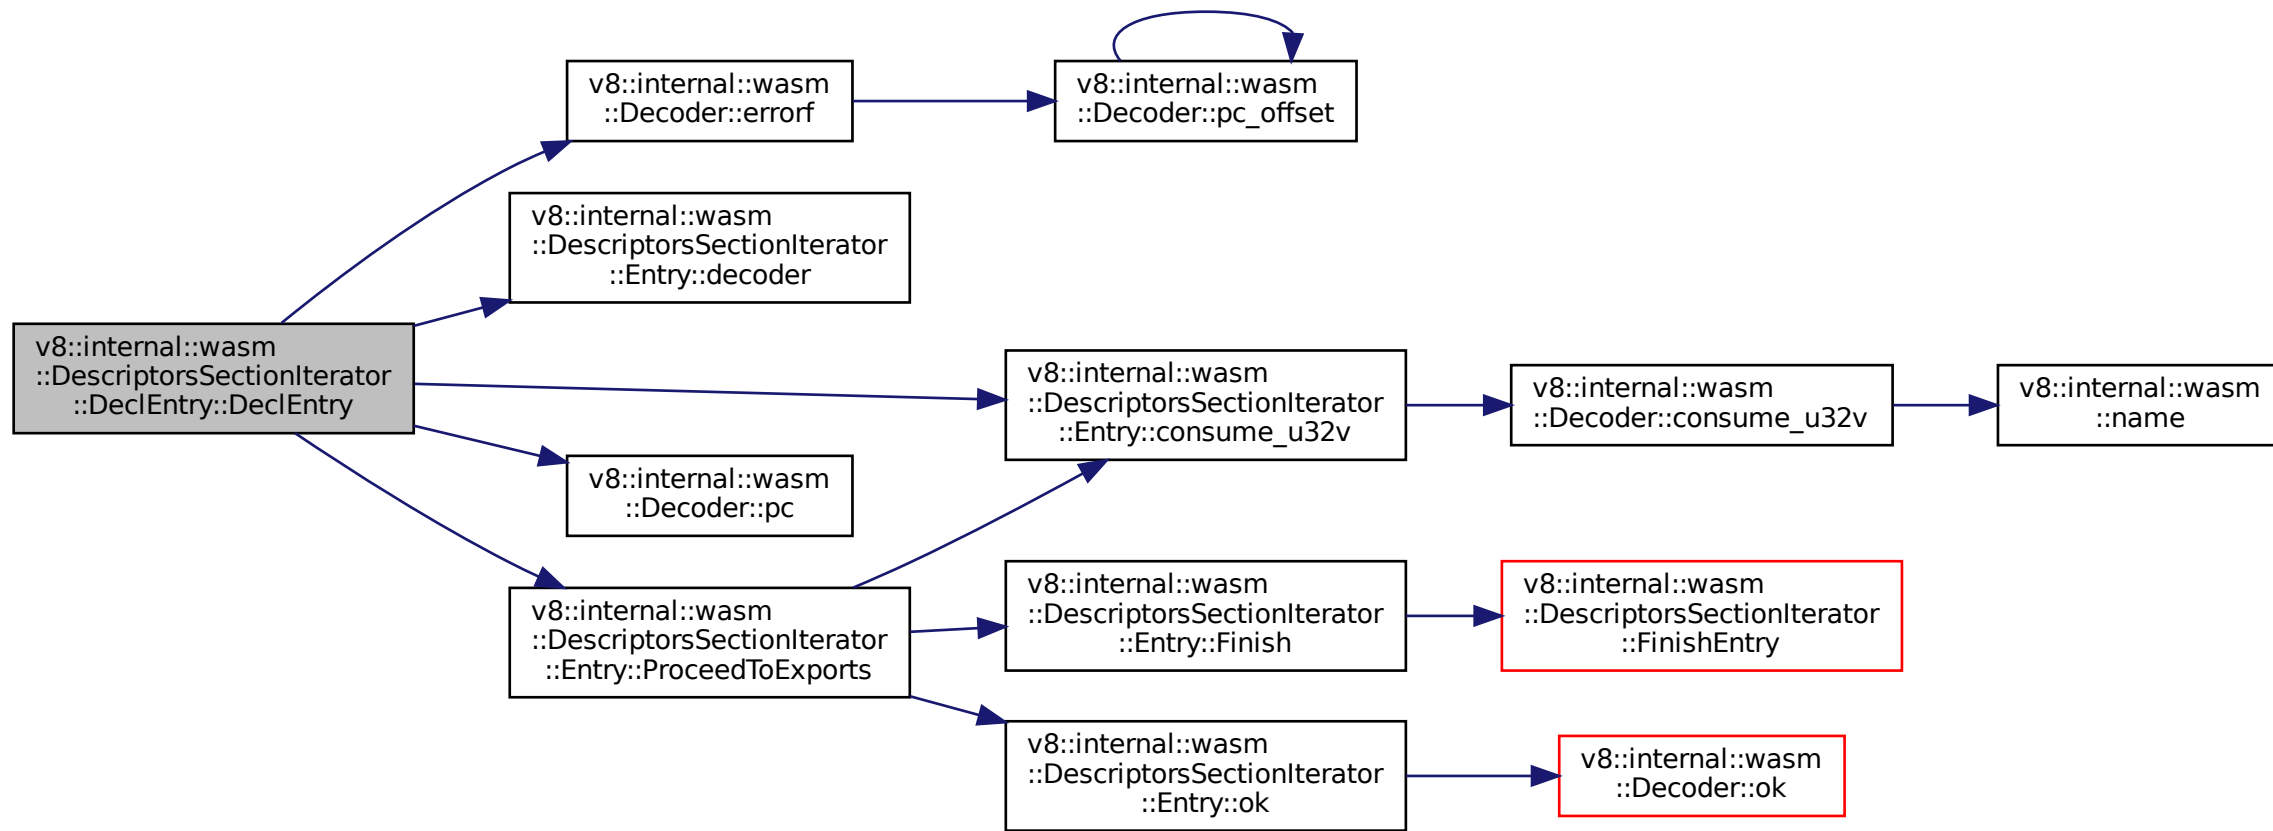 v8::internal::wasm
::DescriptorsSectionIterator
::DeclEntry::DeclEntry
v8::internal::wasm
::Decoder::errorf
v8::internal::wasm
::Decoder::pc_offset
v8::internal::wasm
::DescriptorsSectionIterator
::Entry::decoder
v8::internal::wasm
::DescriptorsSectionIterator
::Entry::consume_u32v
v8::internal::wasm
::Decoder::consume_u32v
v8::internal::wasm
::name
v8::internal::wasm
::Decoder::pc
v8::internal::wasm
::DescriptorsSectionIterator
::Entry::ProceedToExports
v8::internal::wasm
::DescriptorsSectionIterator
::Entry::Finish
v8::internal::wasm
::DescriptorsSectionIterator
::FinishEntry
v8::internal::wasm
::DescriptorsSectionIterator
::Entry::ok
v8::internal::wasm
::Decoder::ok